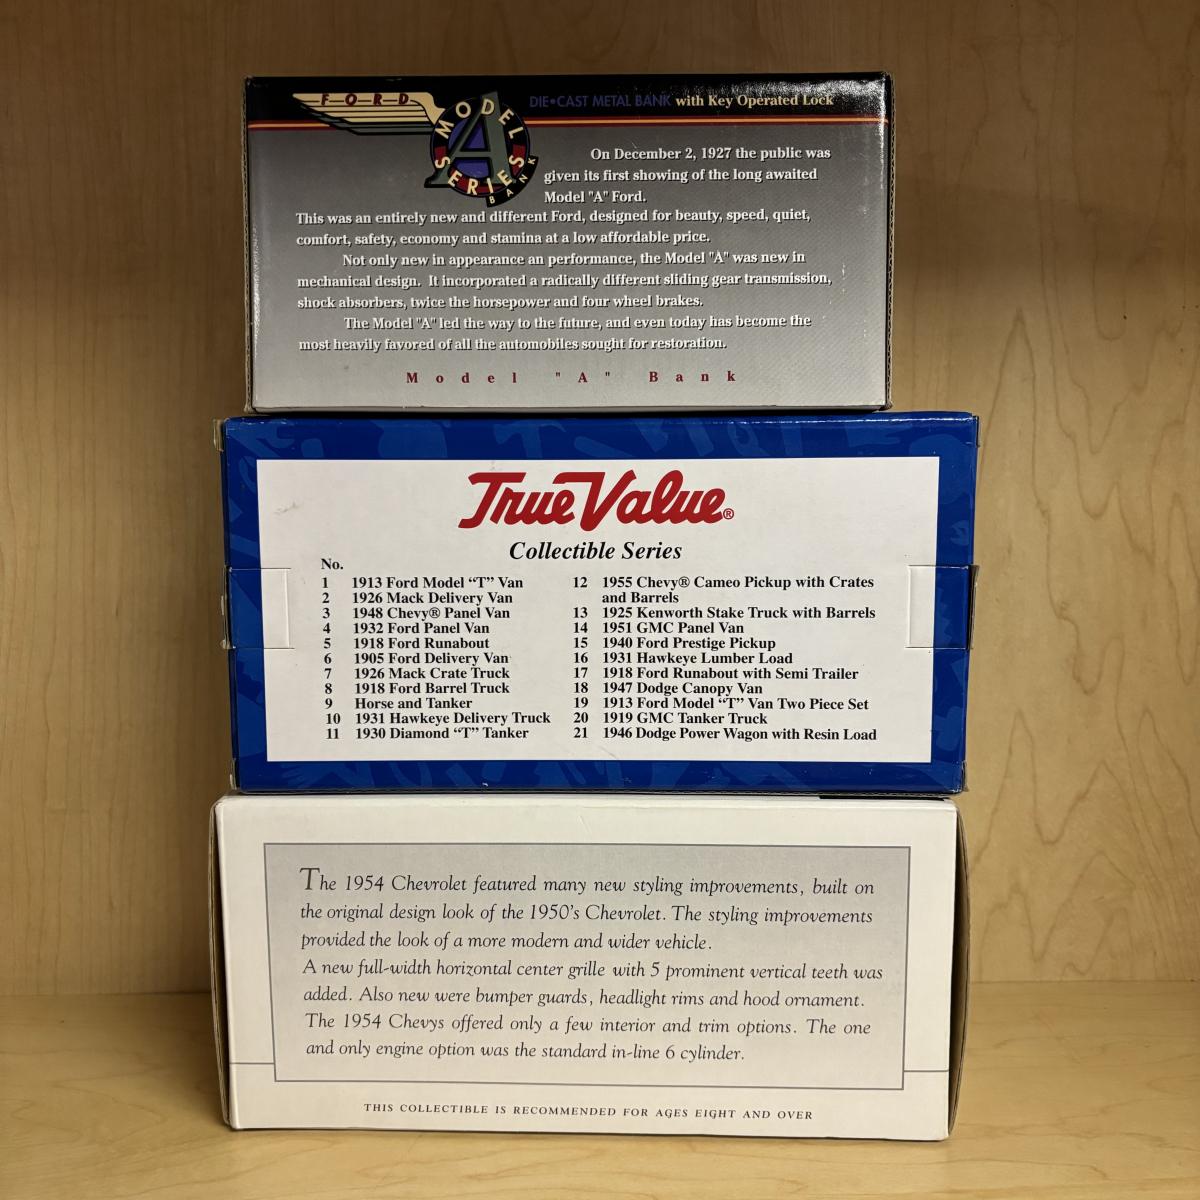 FORD
MODEL
A
SERIES
BANK
DIE•CAST METAL BANK with Key Operated Lock
On December 2, 1927 the public was
given its first showing of the long awaited
Model "A" Ford.
This was an entirely new and different Ford, designed for beauty, speed, quiet,
comfort, safety, economy and stamina at a low affordable price.
Not only new in appearance an performance, the Model "A" was new in
mechanical design. It incorporated a radically different sliding gear transmission,
shock absorbers, twice the horsepower and four wheel brakes.
The Model "A" led the way to the future, and even today has become the
most heavily favored of all the automobiles sought for restoration.
Model "A" Bank
True Value®
Collectible Series
No.
1 1913 Ford Model “T” Van
2 1926 Mack Delivery Van
3 1948 Chevy® Panel Van
4 1932 Ford Panel Van
5 1918 Ford Runabout
6 1905 Ford Delivery Van
7 1926 Mack Crate Truck
8 1918 Ford Barrel Truck
9 Horse and Tanker
10 1931 Hawkeye Delivery Truck
11 1930 Diamond “T” Tanker
12 1955 Chevy® Cameo Pickup with Crates
and Barrels
13 1925 Kenworth Stake Truck with Barrels
14 1951 GMC Panel Van
15 1940 Ford Prestige Pickup
16 1931 Hawkeye Lumber Load
17 1918 Ford Runabout with Semi Trailer
18 1947 Dodge Canopy Van
19 1913 Ford Model “T” Van Two Piece Set
20 1919 GMC Tanker Truck
21 1946 Dodge Power Wagon with Resin Load
The 1954 Chevrolet featured many new styling improvements, built on
the original design look of the 1950's Chevrolet. The styling improvements
provided the look of a more modern and wider vehicle.
A new full-width horizontal center grille with 5 prominent vertical teeth was
added. Also new were bumper guards, headlight rims and hood ornament.
The 1954 Chevys offered only a few interior and trim options. The one
and only engine option was the standard in-line 6 cylinder.
THIS COLLECTIBLE IS RECOMMENDED FOR AGES EIGHT AND OVER